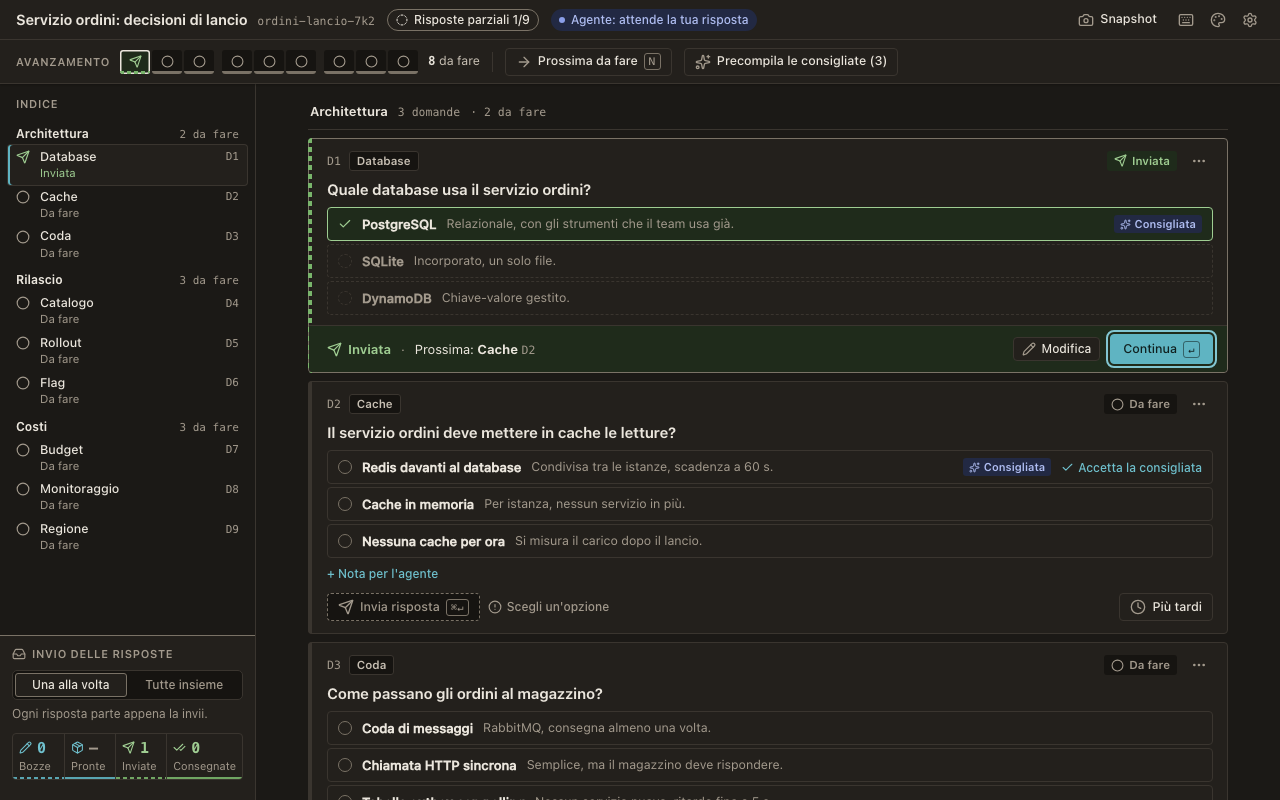 Servizio ordini: decisioni di lancio ordini-lancio-7k2 Risposte parziali 1/9 Agente: attende la tua risposta Snapshot
AVANZAMENTO 8 da fare Prossima da fare N Precompila le consigliate (3)
INDICE
Architettura 2 da fare
Database D1
Inviata
Cache D2
Da fare
Coda D3
Da fare
Rilascio 3 da fare
Catalogo D4
Da fare
Rollout D5
Da fare
Flag D6
Da fare
Costi 3 da fare
Budget D7
Da fare
Monitoraggio D8
Da fare
Regione D9
Da fare
INVIO DELLE RISPOSTE
Una alla volta Tutte insieme
Ogni risposta parte appena la invii.
0 — 1 0
Bozze Pronte Inviate Consegnate
Architettura 3 domande · 2 da fare
D1 Database Inviata
Quale database usa il servizio ordini?
PostgreSQL Relazionale, con gli strumenti che il team usa già. Consigliata
SQLite Incorporato, un solo file.
DynamoDB Chiave-valore gestito.
Inviata · Prossima: Cache D2 Modifica Continua ↵
D2 Cache Da fare
Il servizio ordini deve mettere in cache le letture?
Redis davanti al database Condivisa tra le istanze, scadenza a 60 s. Consigliata Accetta la consigliata
Cache in memoria Per istanza, nessun servizio in più.
Nessuna cache per ora Si misura il carico dopo il lancio.
+ Nota per l'agente
Invia risposta ⌘↵ Scegli un'opzione Più tardi
D3 Coda Da fare
Come passano gli ordini al magazzino?
Coda di messaggi RabbitMQ, consegna almeno una volta.
Chiamata HTTP sincrona Semplice, ma il magazzino deve rispondere.